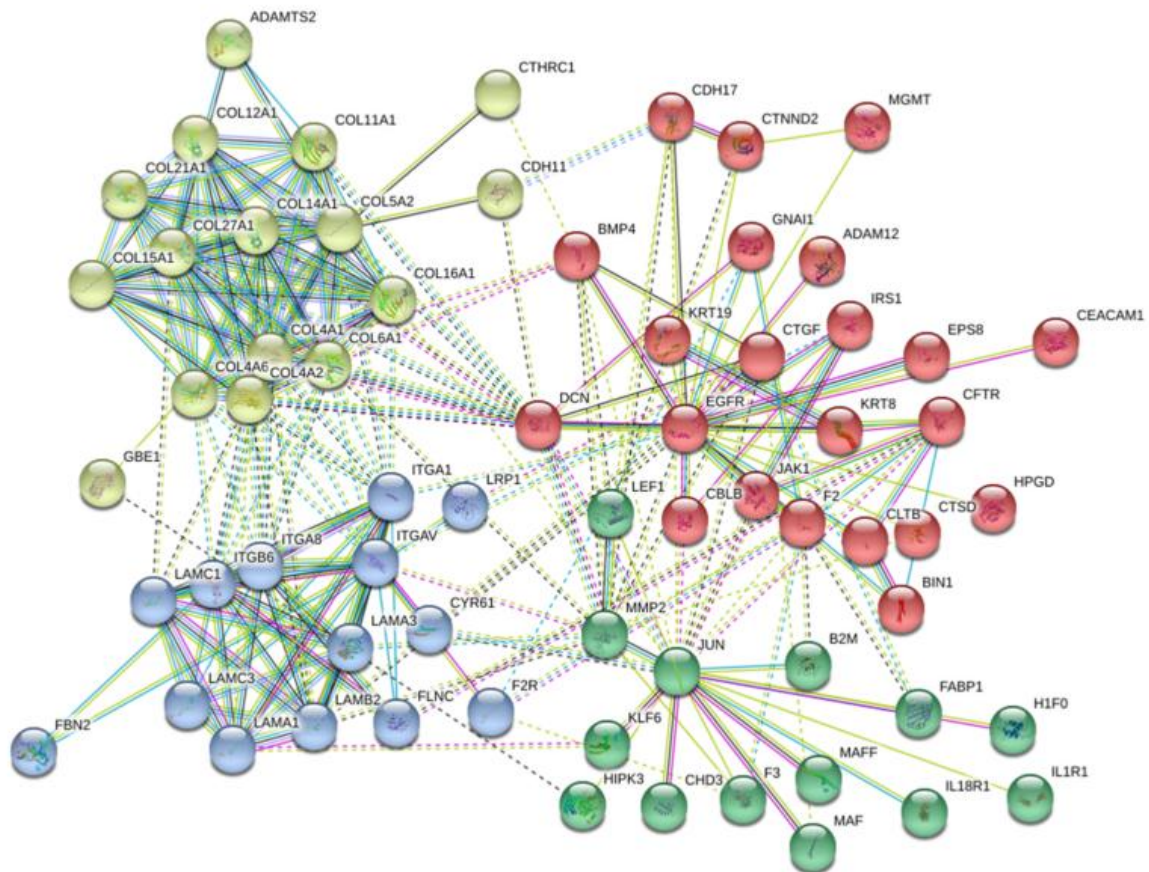 ADAMTS2
CTHRC1
CDH17
MGMT
CTNND2
COL12A1
COL11A1
COL21A1
CDH11
COL14A1
COL5A2
GNAI1
ADAM12
COL27A1
BMP4
COL15A1
COL16A1
IRS1
CEACAM1
KRT19
CTGF
EPS8
COL4A1
COL6A1
COL4A6
COL4A2
DCN
EGFR
KRT8
CFTR
GBE1
ITGA1
LRP1
LEF1
CBLB
JAK1
F2
CLTB
CTSD
HPGD
ITGA8
ITGAV
ITGB6
LAMC1
CYR61
MMP2
BIN1
LAMA3
JUN
B2M
LAMC3
LAMB2
FLNC
F2R
FABP1
H1F0
LAMA1
FBN2
KLF6
MAFF
HIPK3
CHD3
F3
IL18R1
IL1R1
MAF